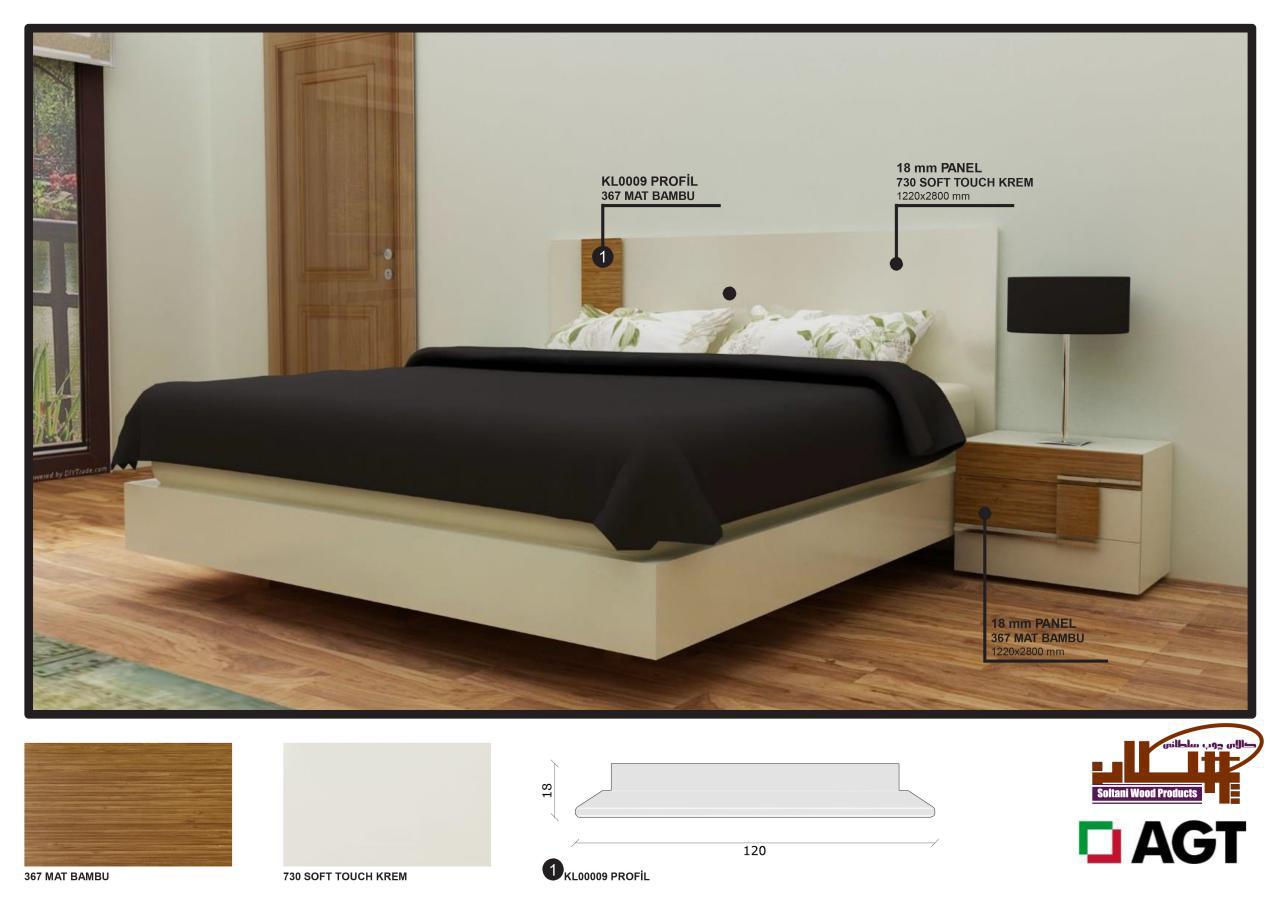 KL0009 PROFİL
367 MAT BAMBU
18 mm PANEL
730 SOFT TOUCH KREM
1220x2800 mm
1
owered by DIYTrade.com
18 mm PANEL
367 MAT BAMBU
1220x2800 mm
367 MAT BAMBU
730 SOFT TOUCH KREM
18
120
1 KL00009 PROFİL
کالای چوب سلطانی
Soltani Wood Products
AGT